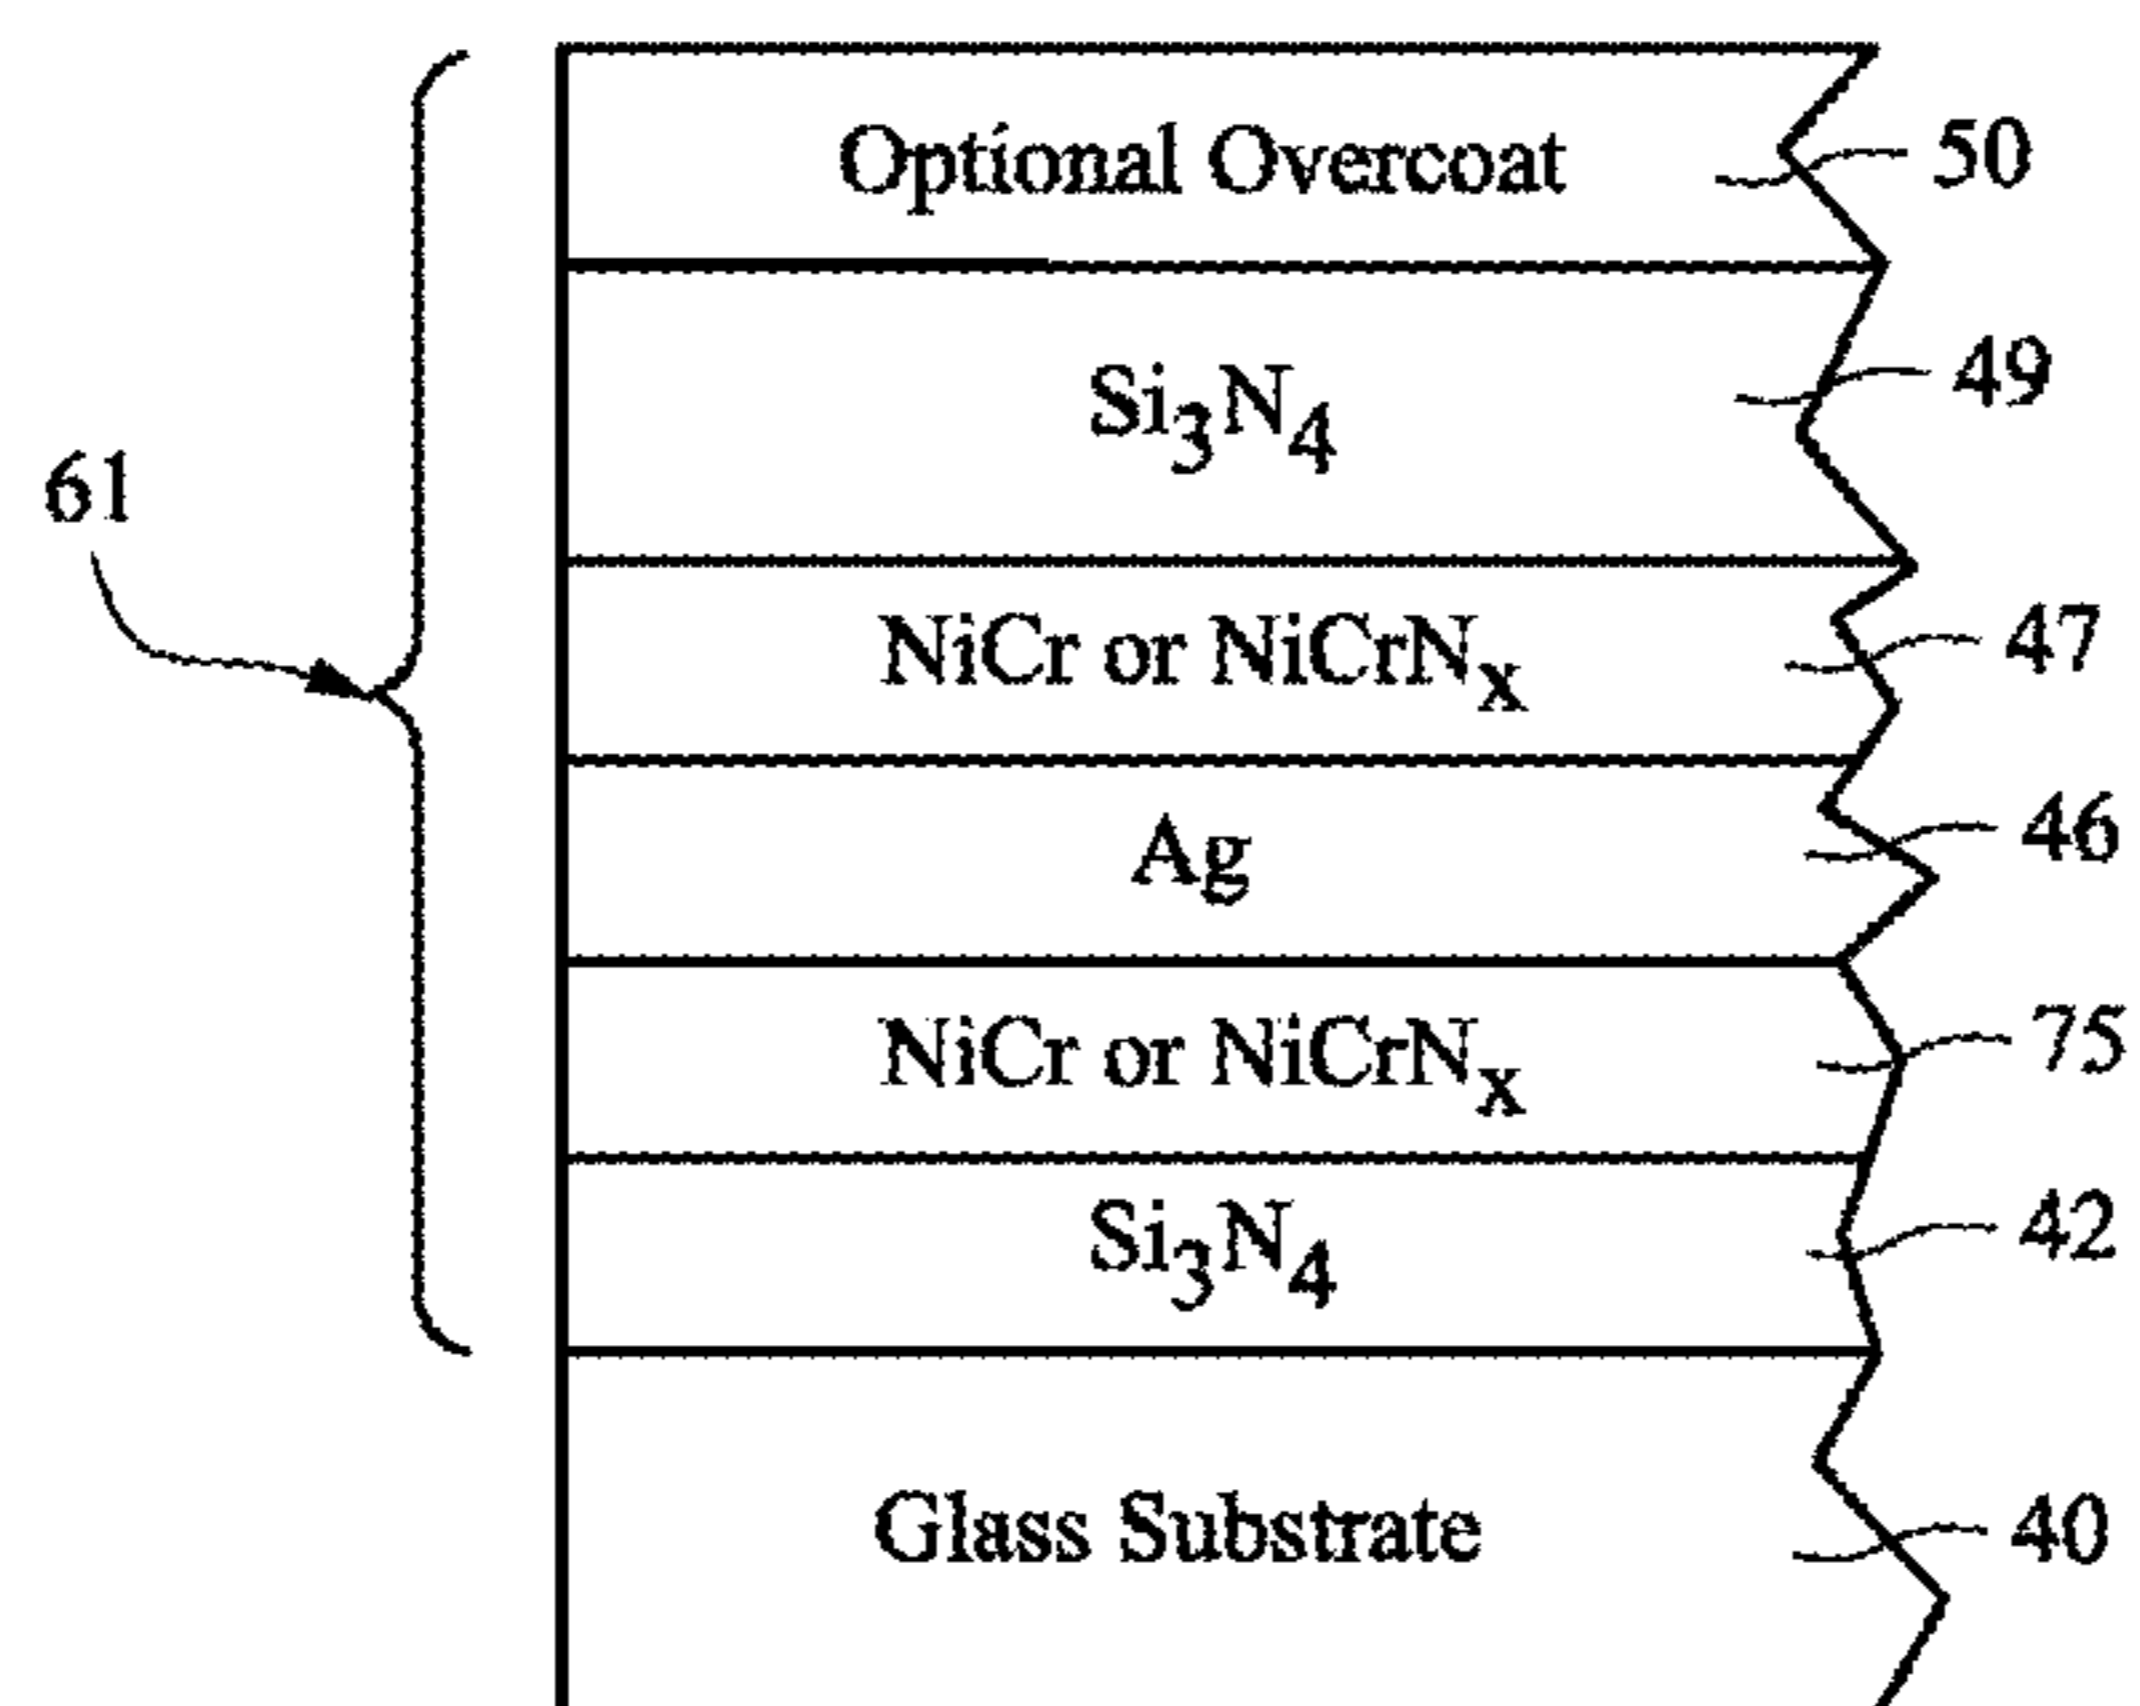 Optional Overcoat 50
Si3N4 49
61
NiCr or NiCrNx 47
Ag 46
NiCr or NiCrNx 75
Si3N4 42
Glass Substrate 40